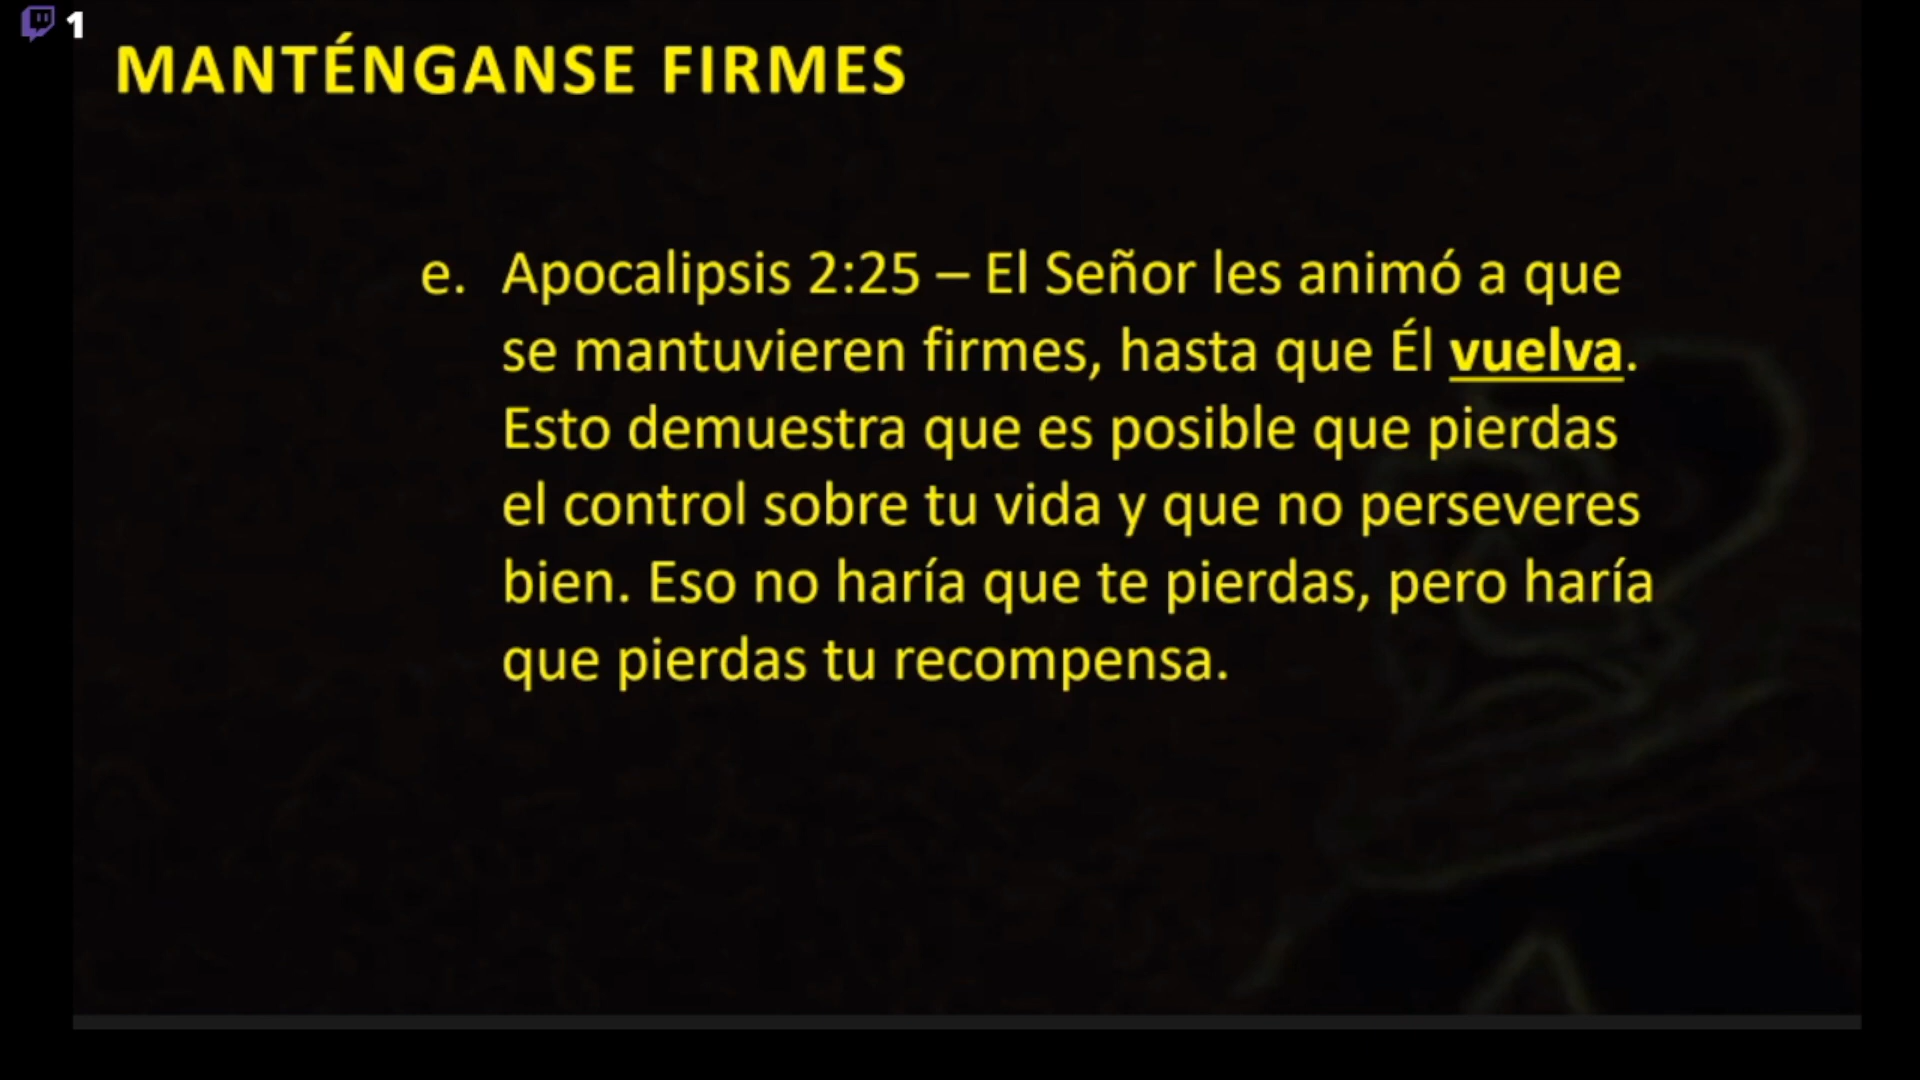 1
MANTÉNGANSE FIRMES
e. Apocalipsis 2:25 – El Señor les animó a que
se mantuvieren firmes, hasta que Él vuelva.
Esto demuestra que es posible que pierdas
el control sobre tu vida y que no perseveres
bien. Eso no haría que te pierdas, pero haría
que pierdas tu recompensa.